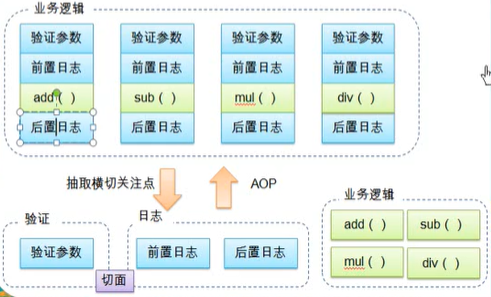 业务逻辑
验证参数 验证参数 验证参数 验证参数
前置日志 前置日志 前置日志 前置日志
add ( ) sub ( ) mul ( ) div ( )
后置日志 后置日志 后置日志 后置日志
抽取横切关注点 AOP
验证 日志 业务逻辑
验证参数 前置日志 后置日志 add ( ) sub ( )
mul ( ) div ( )
切面